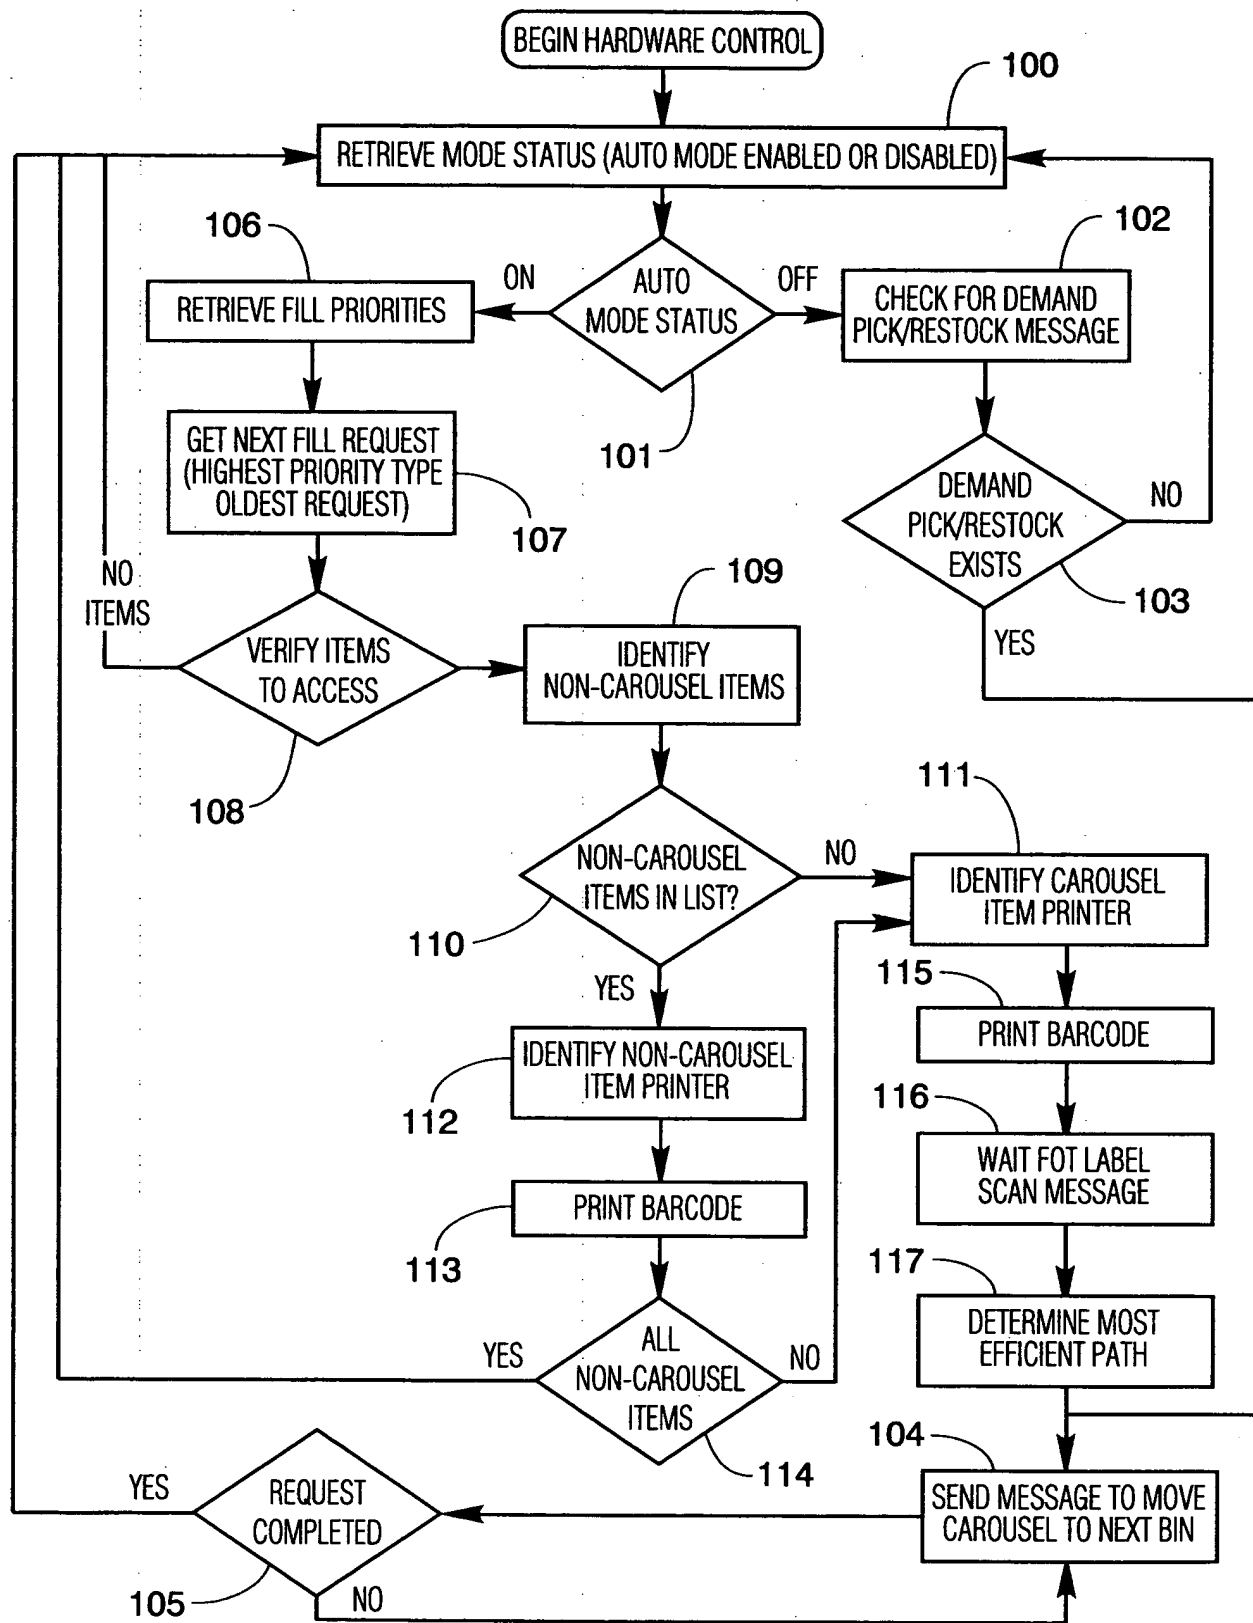 BEGIN HARDWARE CONTROL
100
RETRIEVE MODE STATUS (AUTO MODE ENABLED OR DISABLED)
106
102
ON
AUTO
MODE STATUS
OFF
RETRIEVE FILL PRIORITIES
CHECK FOR DEMAND
PICK/RESTOCK MESSAGE
101
GET NEXT FILL REQUEST
(HIGHEST PRIORITY TYPE
OLDEST REQUEST)
107
DEMAND
PICK/RESTOCK
EXISTS
NO
103
YES
NO
ITEMS
109
VERIFY ITEMS
TO ACCESS
IDENTIFY
NON-CAROUSEL ITEMS
108
111
NON-CAROUSEL
ITEMS IN LIST?
NO
IDENTIFY CAROUSEL
ITEM PRINTER
110
YES
115
PRINT BARCODE
IDENTIFY NON-CAROUSEL
ITEM PRINTER
112
116
WAIT FOT LABEL
SCAN MESSAGE
PRINT BARCODE
113
117
DETERMINE MOST
EFFICIENT PATH
YES
ALL
NON-CAROUSEL
ITEMS
NO
114
104
SEND MESSAGE TO MOVE
CAROUSEL TO NEXT BIN
YES
REQUEST
COMPLETED
105
NO